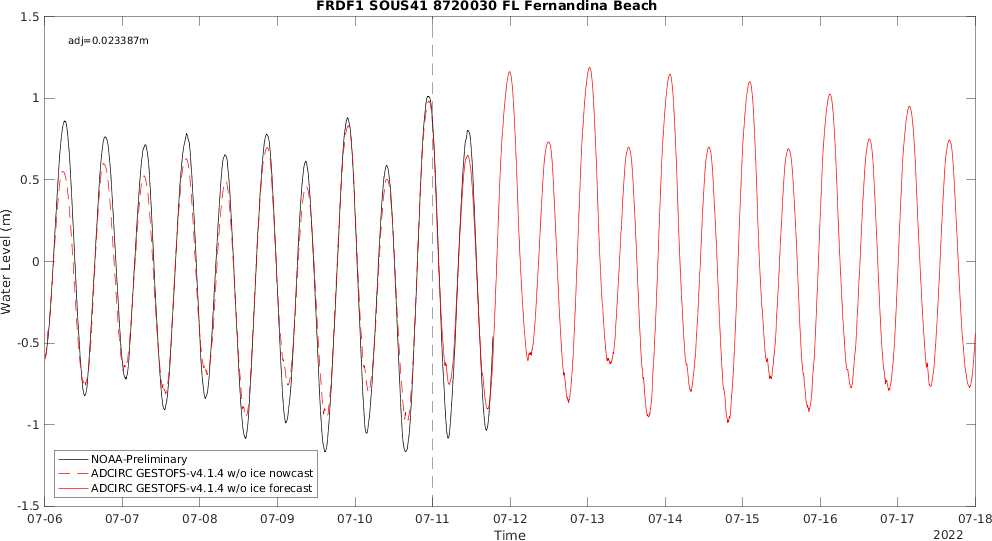 FRDF1 SOUS41 8720030 FL Fernandina Beach
adj=0.023387m
1.5
1
0.5
0
-0.5
-1
-1.5
Water Level (m)
NOAA-Preliminary
ADCIRC GESTOFS-v4.1.4 w/o ice nowcast
ADCIRC GESTOFS-v4.1.4 w/o ice forecast
07-06 07-07 07-08 07-09 07-10 07-11 07-12 07-13 07-14 07-15 07-16 07-17 07-18
Time
2022